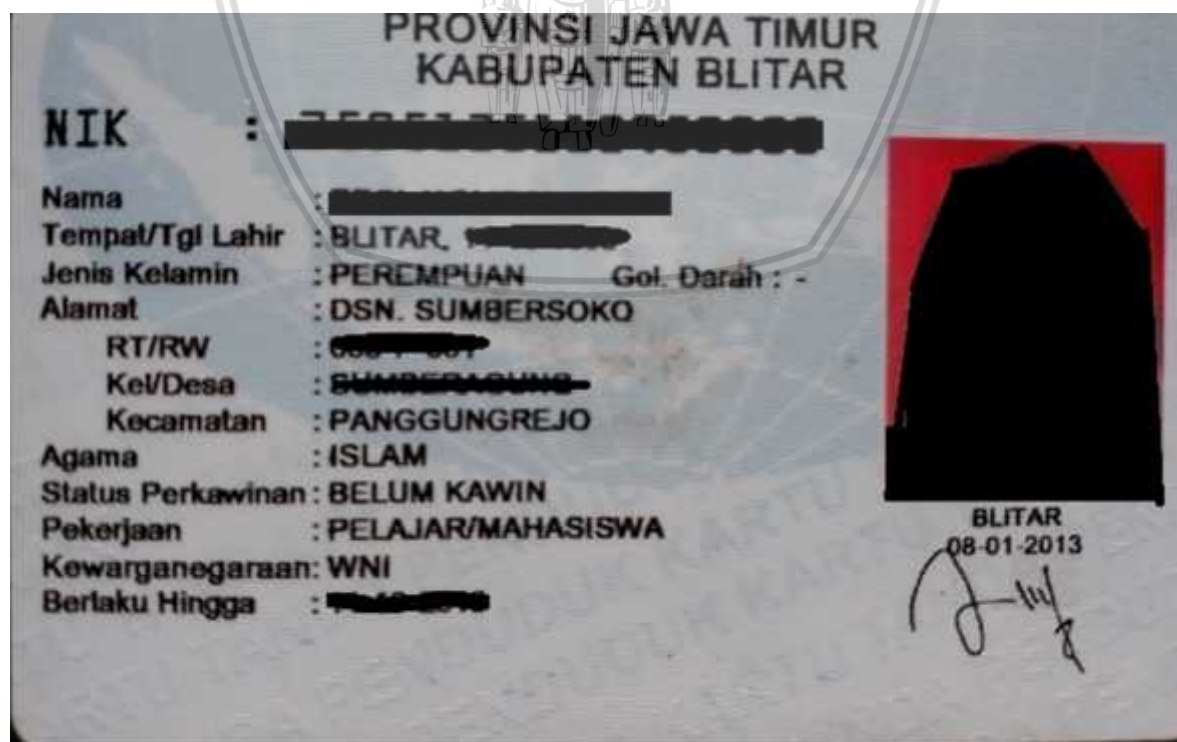 PROVINSI JAWA TIMUR
KABUPATEN BLITAR
NIK :
Nama :
Tempat/Tgl Lahir : BLITAR,
Jenis Kelamin : PEREMPUAN Gol. Darah : -
Alamat : DSN. SUMBERSOKO
RT/RW :
Kel/Desa :
Kecamatan : PANGGUNGREJO
Agama : ISLAM
Status Perkawinan : BELUM KAWIN
Pekerjaan : PELAJAR/MAHASISWA
Kewarganegaraan : WNI
Berlaku Hingga :
BLITAR
08-01-2013